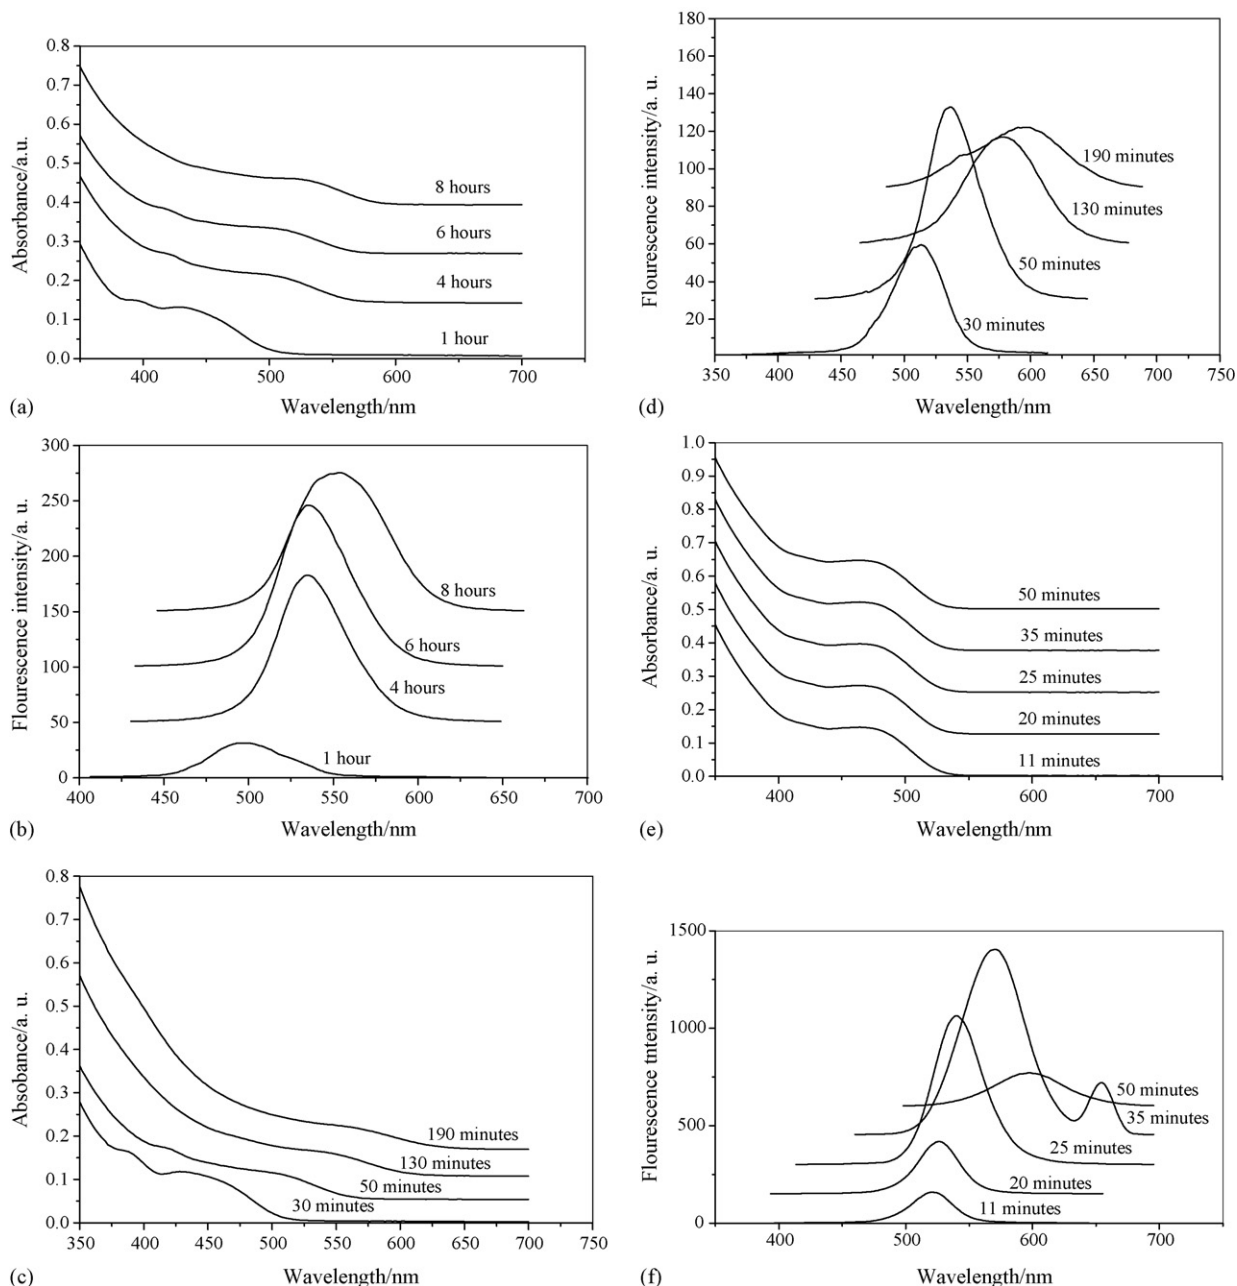 0.8
0.7
0.6
0.5
0.4
0.3
0.2
0.1
0.0
Absorbance/a.u.
8 hours
6 hours
4 hours
1 hour
400
500
600
700
Wavelength/nm
(a)
300
250
200
150
100
50
0
Flourescence intensity/a. u.
8 hours
6 hours
4 hours
1 hour
400
450
500
550
600
650
700
Wavelength/nm
(b)
0.8
0.7
0.6
0.5
0.4
0.3
0.2
0.1
0.0
Absobance/a. u.
190 minutes
130 minutes
50 minutes
30 minutes
350
400
450
500
550
600
650
700
750
Wavelength/nm
(c)
180
160
140
120
100
80
60
40
20
Flourescence intensity/a. u.
190 minutes
130 minutes
50 minutes
30 minutes
350
400
450
500
550
600
650
700
750
Wavelength/nm
(d)
1.0
0.9
0.8
0.7
0.6
0.5
0.4
0.3
0.2
0.1
0.0
Absorbance/a. u.
50 minutes
35 minutes
25 minutes
20 minutes
11 minutes
400
500
600
700
Wavelength/nm
(e)
1500
1000
500
0
Flourescence tntensity/a. u.
50 minutes
35 minutes
25 minutes
20 minutes
11 minutes
400
500
600
700
Wavelength/nm
(f)